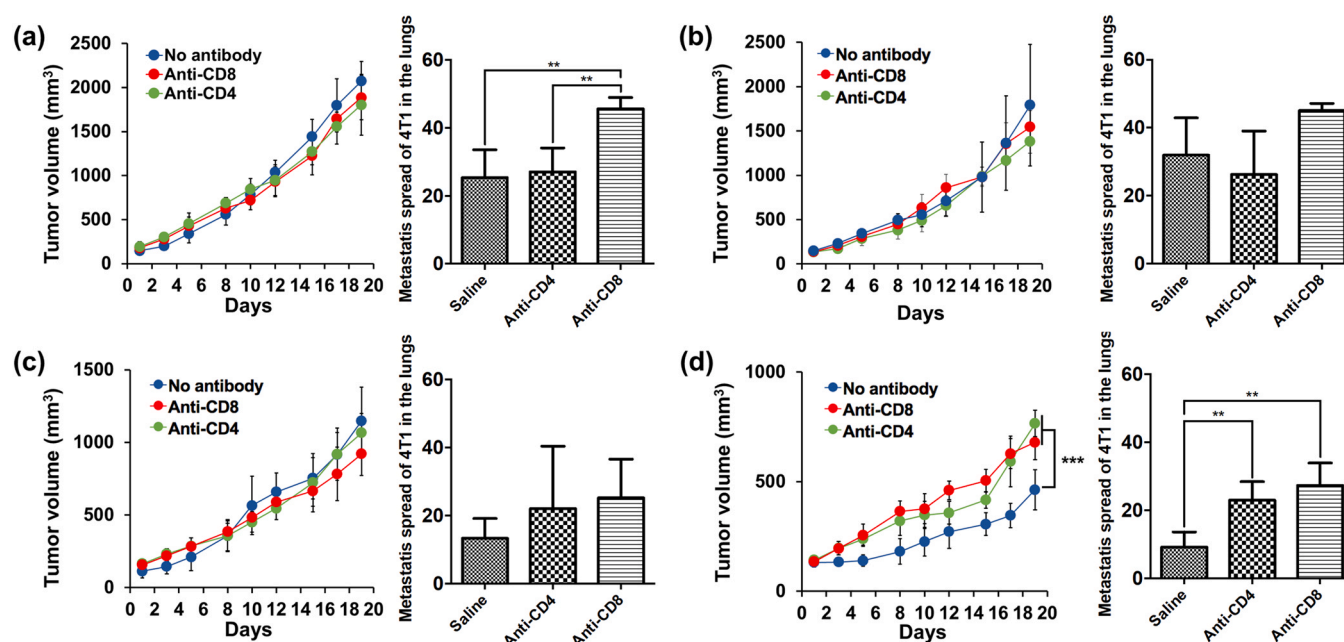 (a)
Tumor volume (mm³)
2500
2000
1500
1000
500
0
No antibody
Anti-CD8
Anti-CD4
0 2 4 6 8 10 12 14 16 18 20
Days
Metastatis spread of 4T1 in the lungs
60
40
20
0
**
**
Saline
Anti-CD4
Anti-CD8
(b)
Tumor volume (mm³)
2500
2000
1500
1000
500
0
No antibody
Anti-CD8
Anti-CD4
0 2 4 6 8 10 12 14 16 18 20
Days
Metastatis spread of 4T1 in the lungs
60
40
20
0
Saline
Anti-CD4
Anti-CD8
(c)
Tumor volume (mm³)
1500
1000
500
0
No antibody
Anti-CD8
Anti-CD4
0 2 4 6 8 10 12 14 16 18 20
Days
Metastatis spread of 4T1 in the lungs
60
40
20
0
Saline
Anti-CD4
Anti-CD8
(d)
Tumor volume (mm³)
1000
500
0
No antibody
Anti-CD8
Anti-CD4
***
0 2 4 6 8 10 12 14 16 18 20
Days
Metastatis spread of 4T1 in the lungs
60
40
20
0
**
**
Saline
Anti-CD4
Anti-CD8